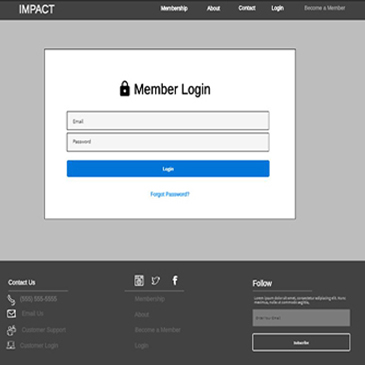 IMPACT
Membership About Contact Login Become a Member
Member Login
Email
Password
Login
Forgot Password?
Contact Us
(555) 555-5555
Email Us
Customer Support
Customer Login
Membership
About
Become a Member
Login
Follow
Lorem ipsum dolor sit amet, consectetur adipiscing elit. Nunc
maximus, nulla ut commodo sagittis,
Enter Your Email
Subscribe